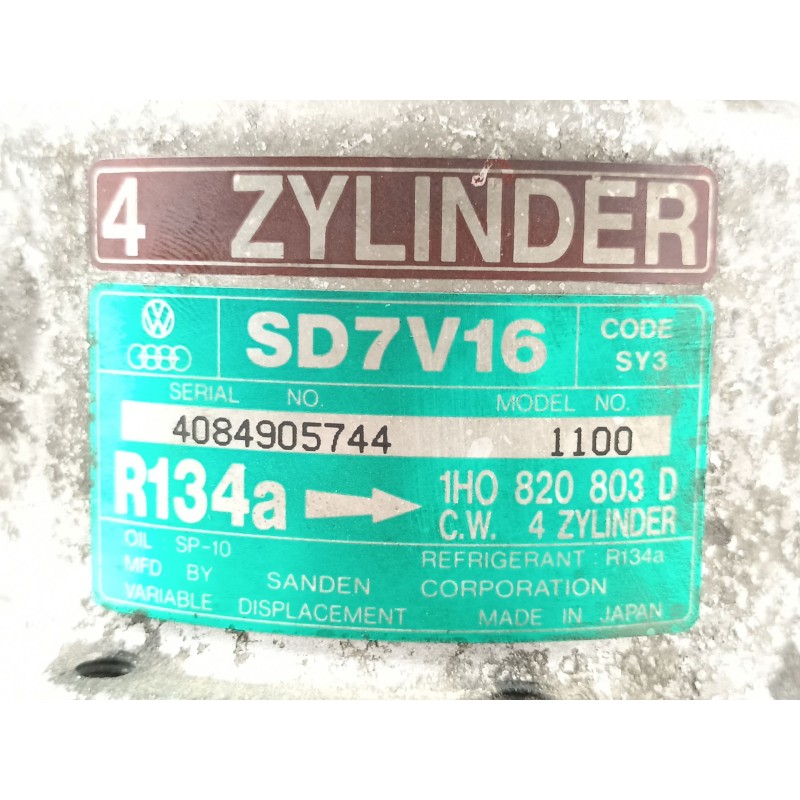 4 ZYLINDER
SD7V16
CODE
SY3
SERIAL NO.
MODEL NO.
4084905744
1100
R134a
1H0 820 803 D
C.W. 4 ZYLINDER
OIL SP-10
REFRIGERANT : R134a
MFD BY SANDEN CORPORATION
VARIABLE DISPLACEMENT MADE IN JAPAN